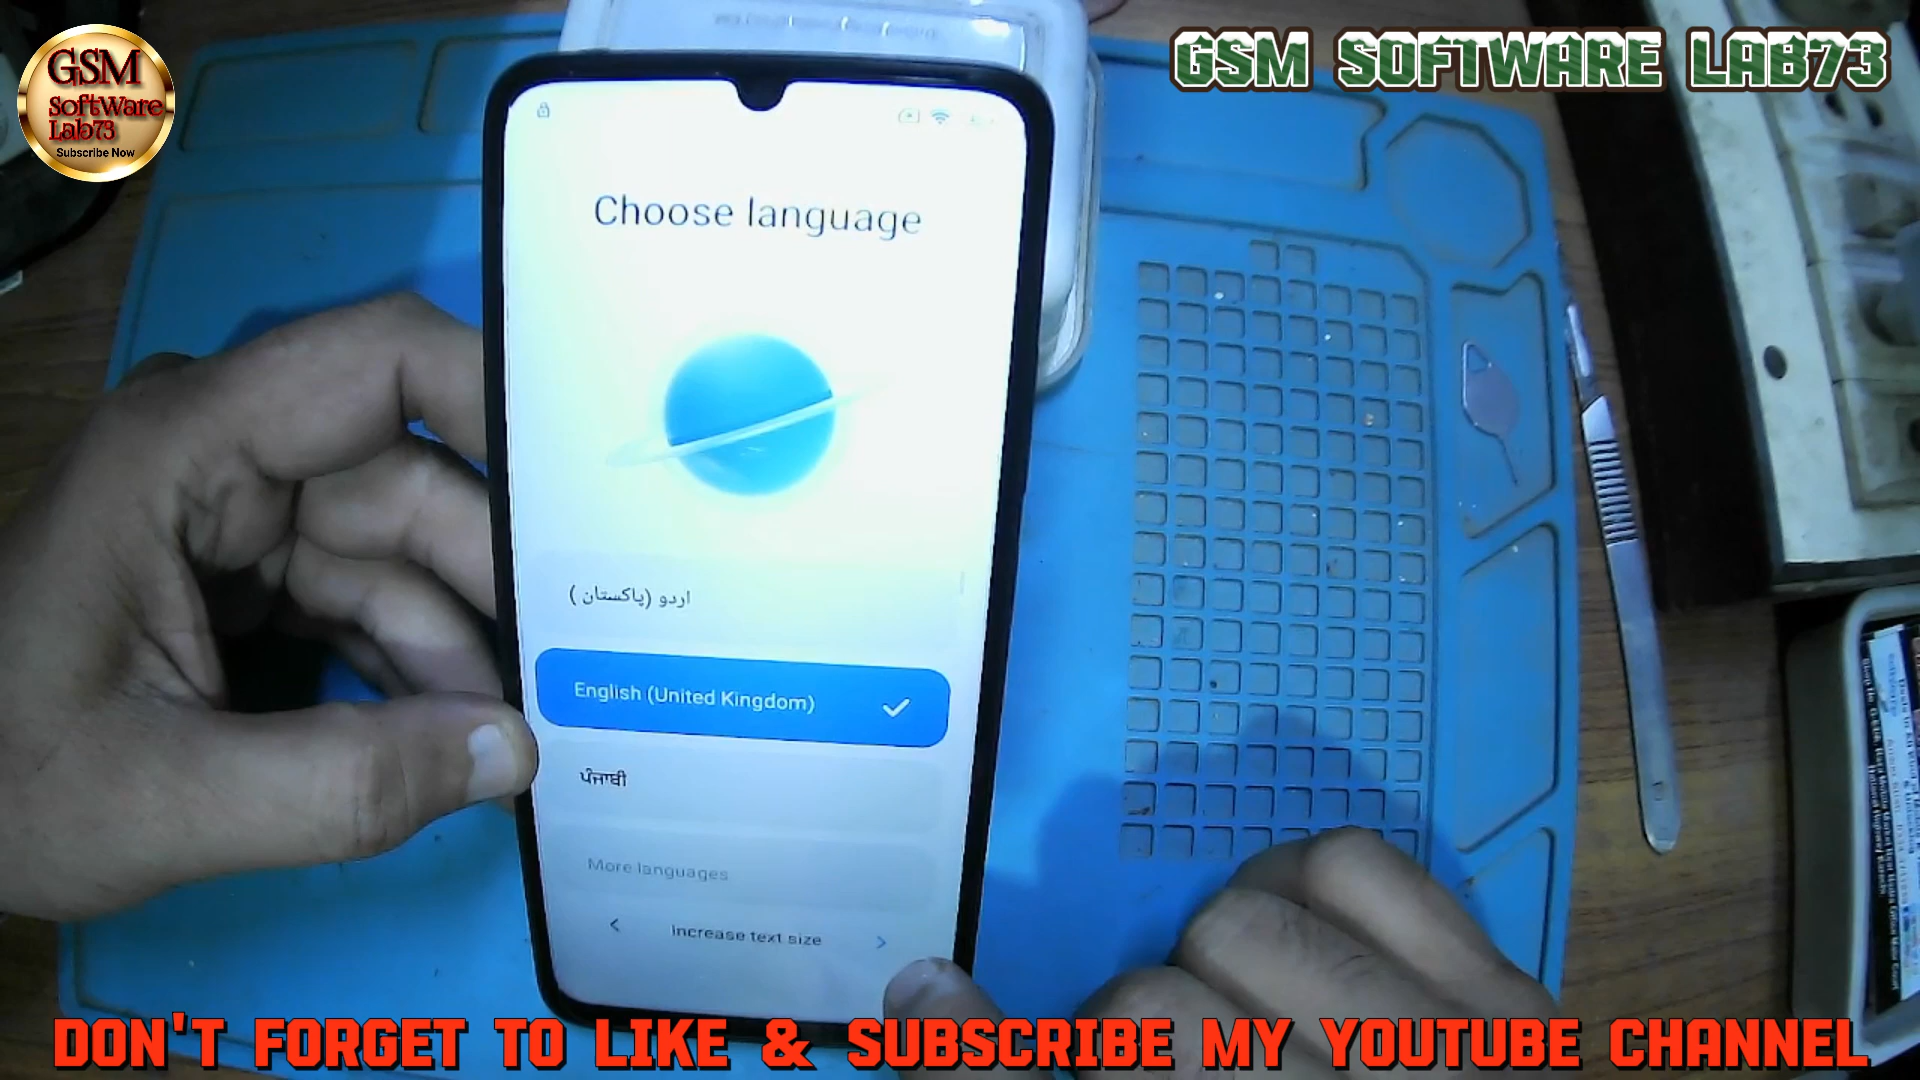 GSM
SoftWare
Lab73
Subscribe Now
GSM SOFTWARE LAB73
Choose language
اردو (پاکستان )
English (United Kingdom)
ਪੰਜਾਬੀ
More languages
Increase text size
DON'T FORGET TO LIKE & SUBSCRIBE MY YOUTUBE CHANNEL